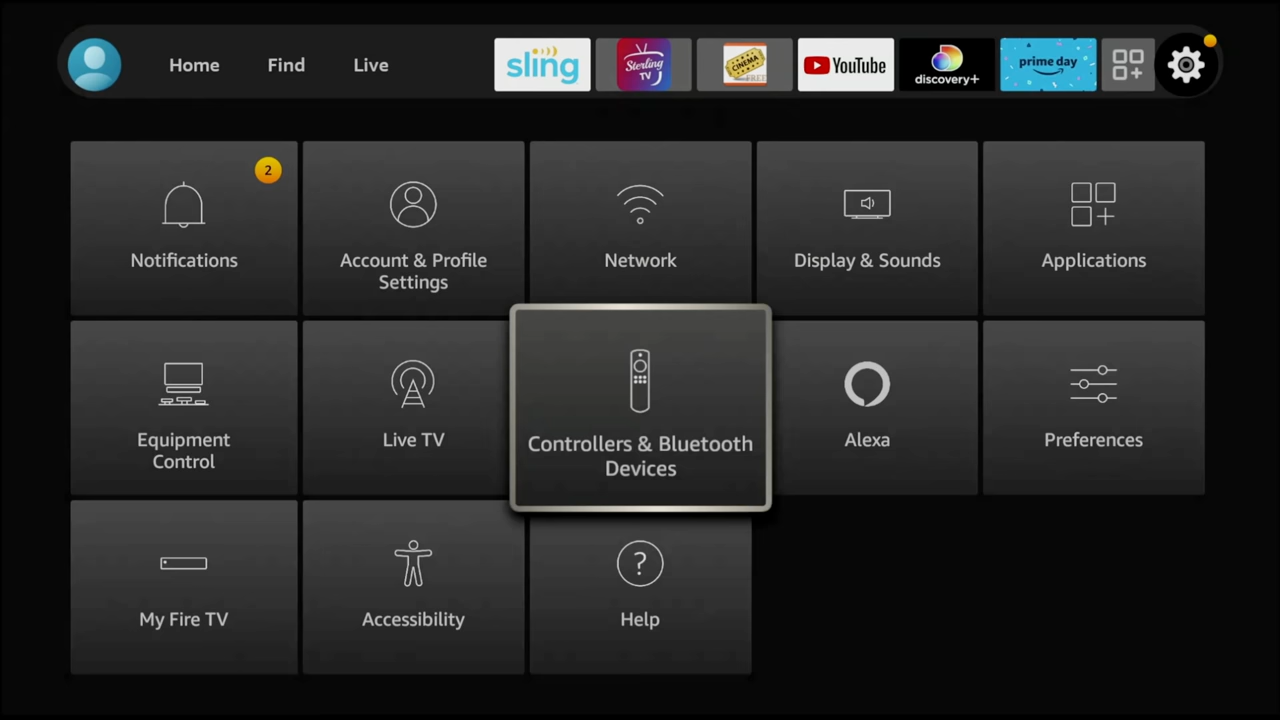 Home
Find
Live
sling
Sterling
TV
CINEMA
FREE
YouTube
discovery+
prime day
2
Notifications
Account & Profile
Settings
Network
Display & Sounds
Applications
Equipment
Control
Live TV
Controllers & Bluetooth
Devices
Alexa
Preferences
My Fire TV
Accessibility
?
Help